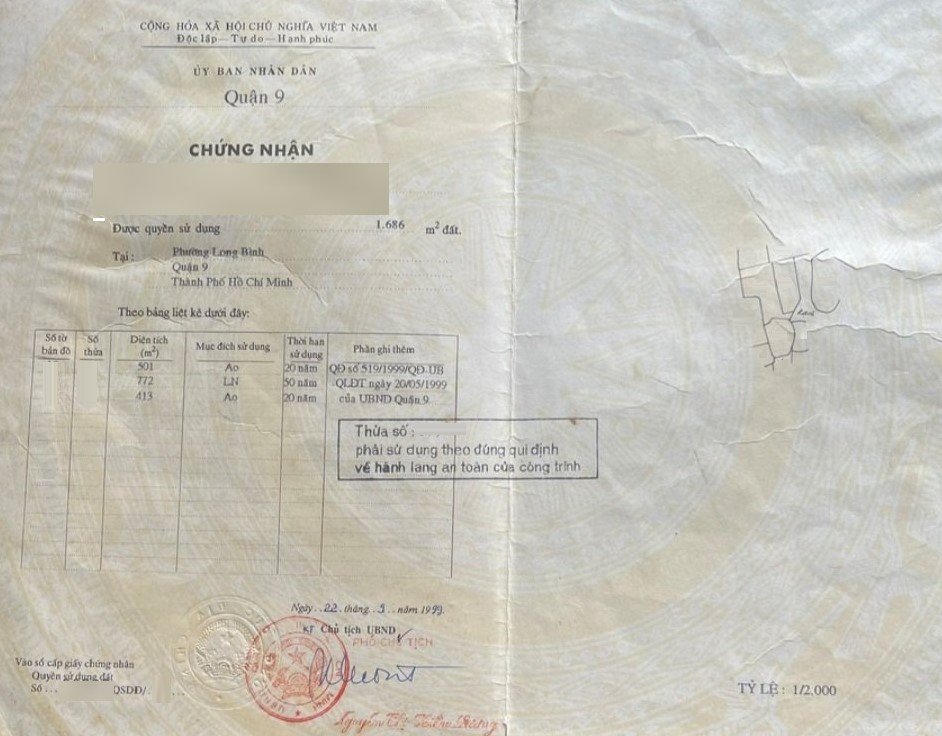 CỘNG HÒA XÃ HỘI CHỦ NGHĨA VIỆT NAM
Độc lập — Tự do — Hạnh phúc
ỦY BAN NHÂN DÂN
Quận 9
CHỨNG NHẬN
Được quyền sử dụng 1.686 m² đất.
Tại: Phường Long Bình
Quận 9
Thành Phố Hồ Chí Minh
Theo bảng liệt kê dưới đây:
Số tờ bản đồ Số thửa Diện tích (m²) Mục đích sử dụng Thời hạn sử dụng Phần ghi thêm
501 Ao 20 năm QĐ số 519/1999/QĐ-UB
772 LN 50 năm QLĐT ngày 20/05/1999
413 Ao 20 năm của UBND Quận 9
Thửa số:
phải sử dụng theo đúng qui định
về hành lang an toàn của công trình
Ngày 22 tháng 9 năm 1999
KT Chủ tịch UBND
PHÓ CHỦ TỊCH
Vào sổ cấp giấy chứng nhận
Quyền sử dụng đất
Số ... QSDĐ/
TỶ LỆ : 1/2.000